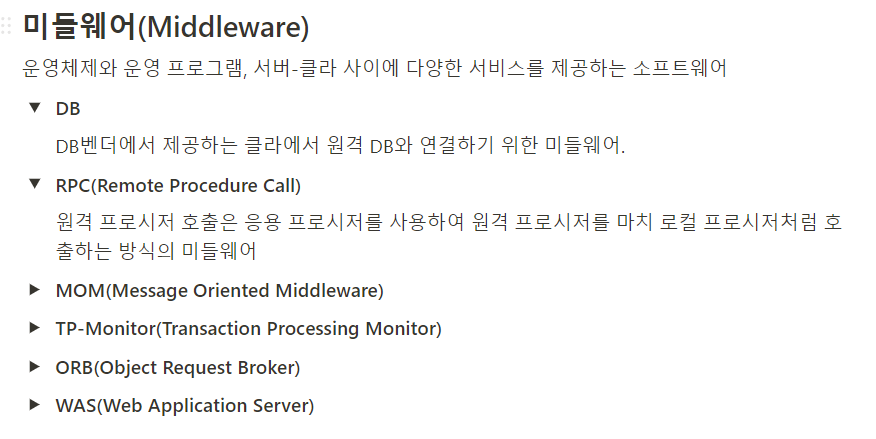 미들웨어(Middleware)
운영체제와 운영 프로그램, 서버-클라 사이에 다양한 서비스를 제공하는 소프트웨어
DB
DB벤더에서 제공하는 클라에서 원격 DB와 연결하기 위한 미들웨어.
RPC(Remote Procedure Call)
원격 프로시저 호출은 응용 프로시저를 사용하여 원격 프로시저를 마치 로컬 프로시저처럼 호
출하는 방식의 미들웨어
MOM(Message Oriented Middleware)
TP-Monitor(Transaction Processing Monitor)
ORB(Object Request Broker)
WAS(Web Application Server)